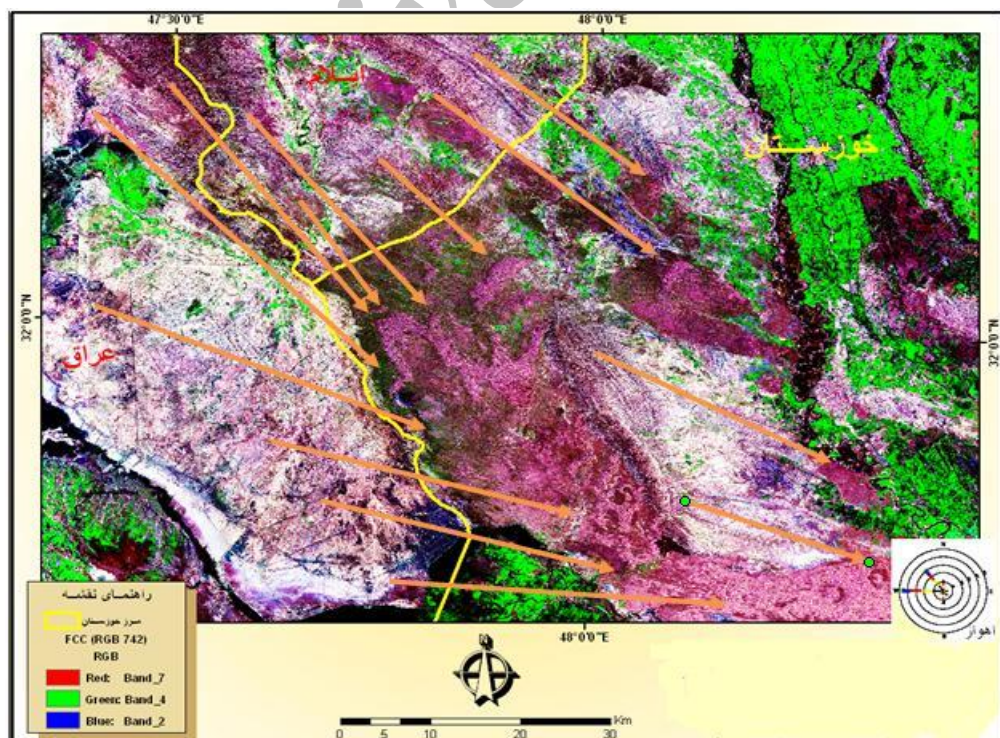 47°30'0"E
48°0'0"E
ایلام
خوزستان
32°0'0"N
32°0'0"N
عراق
راهنمای نقشه
مرز خوزستان
FCC (RGB 742)
RGB
Red: Band_7
Green: Band_4
Blue: Band_2
48°0'0"E
N
اهواز
Km
0 5 10 20 30